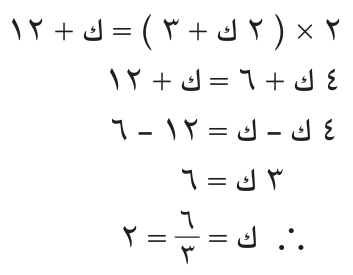 ٢ × ( ٢ ك + ٣ ) = ك + ١٢
٤ ك + ٦ = ك + ١٢
٤ ك – ك = ١٢ – ٦
٣ ك = ٦
∴ ك = ٦/٣ = ٢